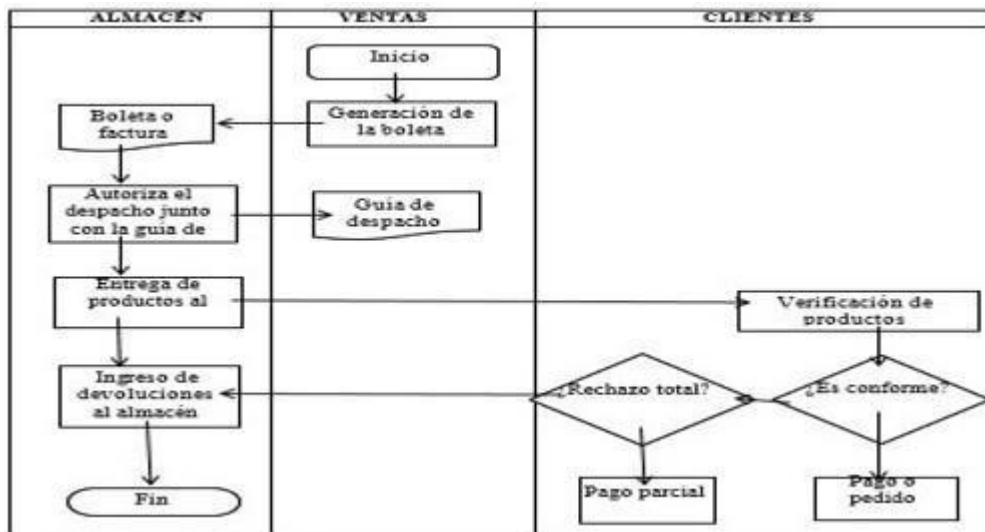 ALMACÉN
VENTAS
CLIENTES
Inicio
Generación de
la boleta
Boleta o
factura
Autoriza el
despacho junto
con la guía de
Guía de
despacho
Entrega de
productos al
Verificación de
productos
¿Es conforme?
¿Rechazo total?
Ingreso de
devoluciones
al almacén
Pago parcial
Pago o
pedido
Fin